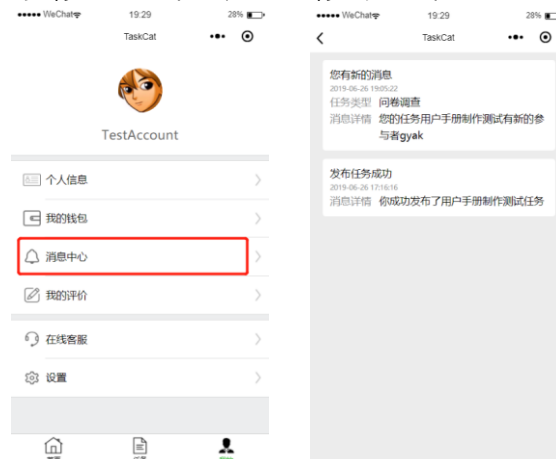 WeChat
19:29
28%
TaskCat
TestAccount
个人信息
我的钱包
消息中心
我的评价
在线客服
设置
WeChat
19:29
28%
TaskCat
您有新的消息
2019-06-26 19:05:22
任务类型 问卷调查
消息详情 您的任务用户手册制作测试有新的参
与者gyak
发布任务成功
2019-06-26 17:16:16
消息详情 你成功发布了用户手册制作测试任务